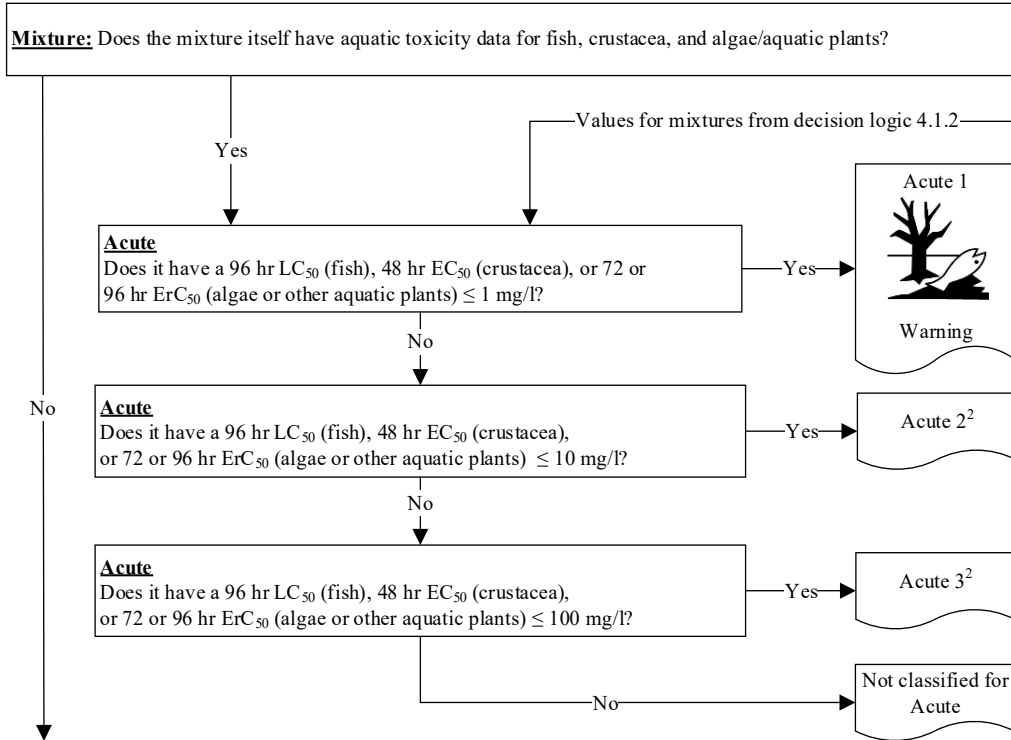 Mixture: Does the mixture itself have aquatic toxicity data for fish, crustacea, and algae/aquatic plants?
Values for mixtures from decision logic 4.1.2
Yes
Acute 1
Warning
Acute
Does it have a 96 hr LC50 (fish), 48 hr EC50 (crustacea), or 72 or
96 hr ErC50 (algae or other aquatic plants) ≤ 1 mg/l?
Yes
No
No
Acute
Does it have a 96 hr LC50 (fish), 48 hr EC50 (crustacea),
or 72 or 96 hr ErC50 (algae or other aquatic plants) ≤ 10 mg/l?
Yes
Acute 2²
No
Acute
Does it have a 96 hr LC50 (fish), 48 hr EC50 (crustacea),
or 72 or 96 hr ErC50 (algae or other aquatic plants) ≤ 100 mg/l?
Yes
Acute 3²
No
Not classified for
Acute